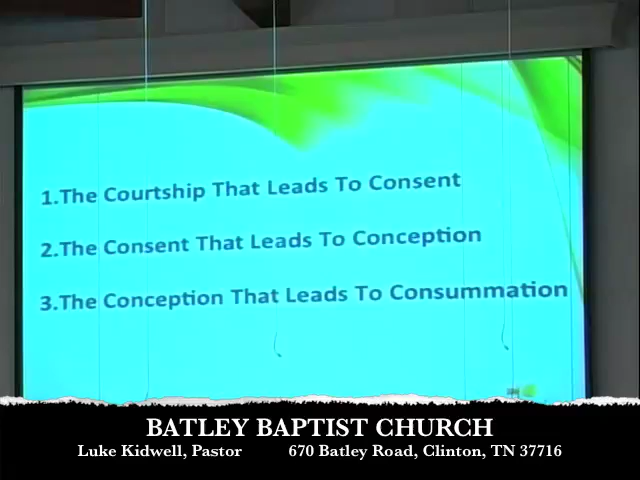 1.The Courtship That Leads To Consent
2.The Consent That Leads To Conception
3.The Conception That Leads To Consummation
BATLEY BAPTIST CHURCH
Luke Kidwell, Pastor 670 Batley Road, Clinton, TN 37716